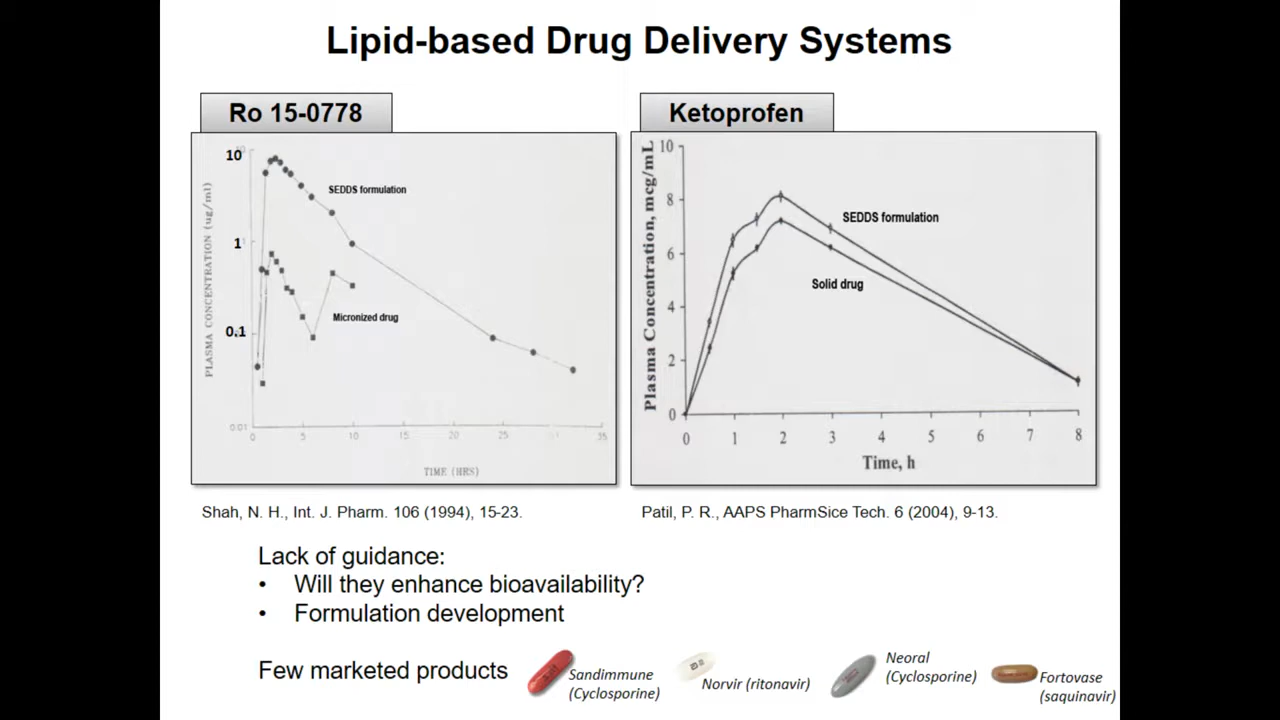 Lipid-based Drug Delivery Systems
Ro 15-0778
10
1
0.1
0.01
PLASMA CONCENTRATION (ug/ml)
SEDDS formulation
Micronized drug
0 5 10 15 20 25 30 35
TIME (HRS)
Shah, N. H., Int. J. Pharm. 106 (1994), 15-23.
Ketoprofen
10
8
6
4
2
0
Plasma Concentration, mcg/mL
SEDDS formulation
Solid drug
0 1 2 3 4 5 6 7 8
Time, h
Patil, P. R., AAPS PharmSice Tech. 6 (2004), 9-13.
Lack of guidance:
• Will they enhance bioavailability?
• Formulation development
Few marketed products
Sandimmune
(Cyclosporine)
Norvir (ritonavir)
Neoral
(Cyclosporine)
Fortovase
(saquinavir)